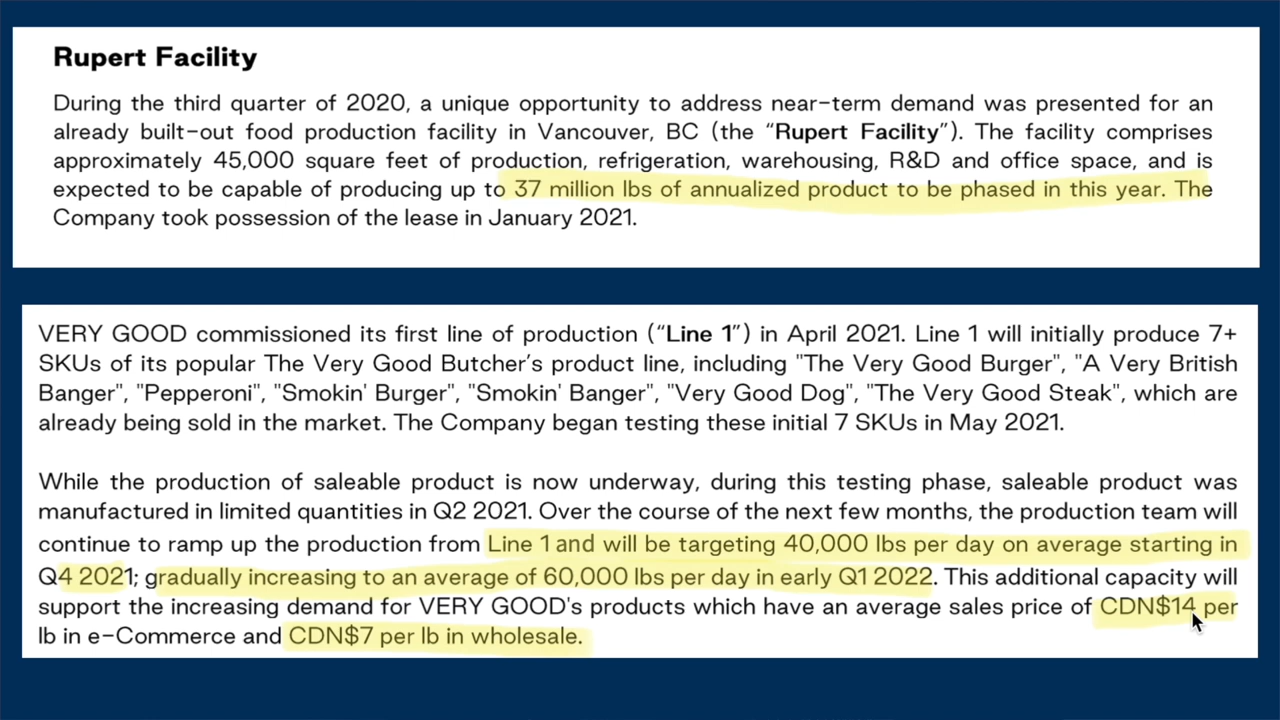 Rupert Facility
During the third quarter of 2020, a unique opportunity to address near-term demand was presented for an
already built-out food production facility in Vancouver, BC (the “Rupert Facility”). The facility comprises
approximately 45,000 square feet of production, refrigeration, warehousing, R&D and office space, and is
expected to be capable of producing up to 37 million lbs of annualized product to be phased in this year. The
Company took possession of the lease in January 2021.
VERY GOOD commissioned its first line of production (“Line 1”) in April 2021. Line 1 will initially produce 7+
SKUs of its popular The Very Good Butcher’s product line, including "The Very Good Burger", "A Very British
Banger", "Pepperoni", "Smokin' Burger", "Smokin' Banger", "Very Good Dog", "The Very Good Steak", which are
already being sold in the market. The Company began testing these initial 7 SKUs in May 2021.
While the production of saleable product is now underway, during this testing phase, saleable product was
manufactured in limited quantities in Q2 2021. Over the course of the next few months, the production team will
continue to ramp up the production from Line 1 and will be targeting 40,000 lbs per day on average starting in
Q4 2021; gradually increasing to an average of 60,000 lbs per day in early Q1 2022. This additional capacity will
support the increasing demand for VERY GOOD's products which have an average sales price of CDN$14 per
lb in e-Commerce and CDN$7 per lb in wholesale.